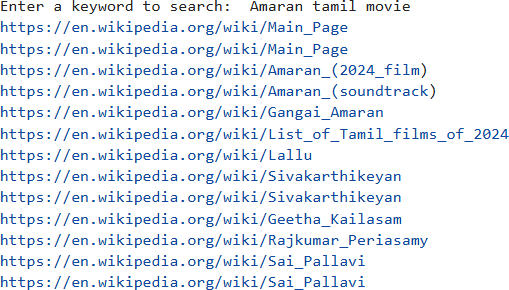 Enter a keyword to search:  Amaran tamil movie
https://en.wikipedia.org/wiki/Main_Page
https://en.wikipedia.org/wiki/Main_Page
https://en.wikipedia.org/wiki/Amaran_(2024_film)
https://en.wikipedia.org/wiki/Amaran_(soundtrack)
https://en.wikipedia.org/wiki/Gangai_Amaran
https://en.wikipedia.org/wiki/List_of_Tamil_films_of_2024
https://en.wikipedia.org/wiki/Lallu
https://en.wikipedia.org/wiki/Sivakarthikeyan
https://en.wikipedia.org/wiki/Sivakarthikeyan
https://en.wikipedia.org/wiki/Geetha_Kailasam
https://en.wikipedia.org/wiki/Rajkumar_Periasamy
https://en.wikipedia.org/wiki/Sai_Pallavi
https://en.wikipedia.org/wiki/Sai_Pallavi